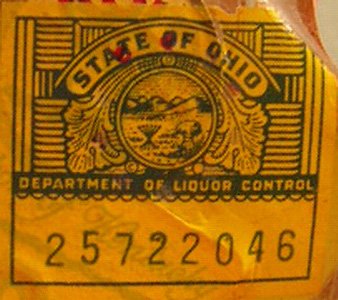 STATE OF OHIO
DEPARTMENT OF LIQUOR CONTROL
25722046